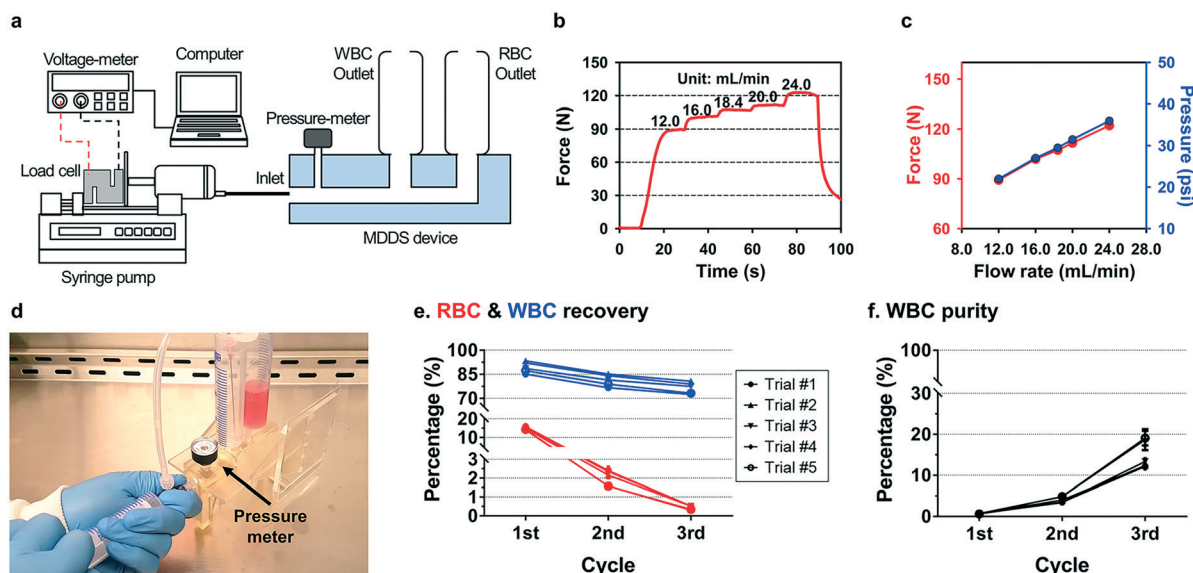 a
Voltage-meter
Computer
Load cell
Syringe pump
Pressure-meter
Inlet
WBC
Outlet
RBC
Outlet
MDDS device
b
Unit: mL/min
12.0
16.0
18.4
20.0
24.0
Force (N)
150
120
90
60
30
0
0 20 40 60 80 100
Time (s)
c
Force (N)
150
120
90
60
Pressure (psi)
50
40
30
20
10
8.0 12.0 16.0 20.0 24.0 28.0
Flow rate (mL/min)
d
Pressure
meter
e. RBC & WBC recovery
Percentage (%)
100
85
70
20
10
3
2
1
0
1st 2nd 3rd
Cycle
Trial #1
Trial #2
Trial #3
Trial #4
Trial #5
f. WBC purity
Percentage (%)
100
30
20
10
0
1st 2nd 3rd
Cycle